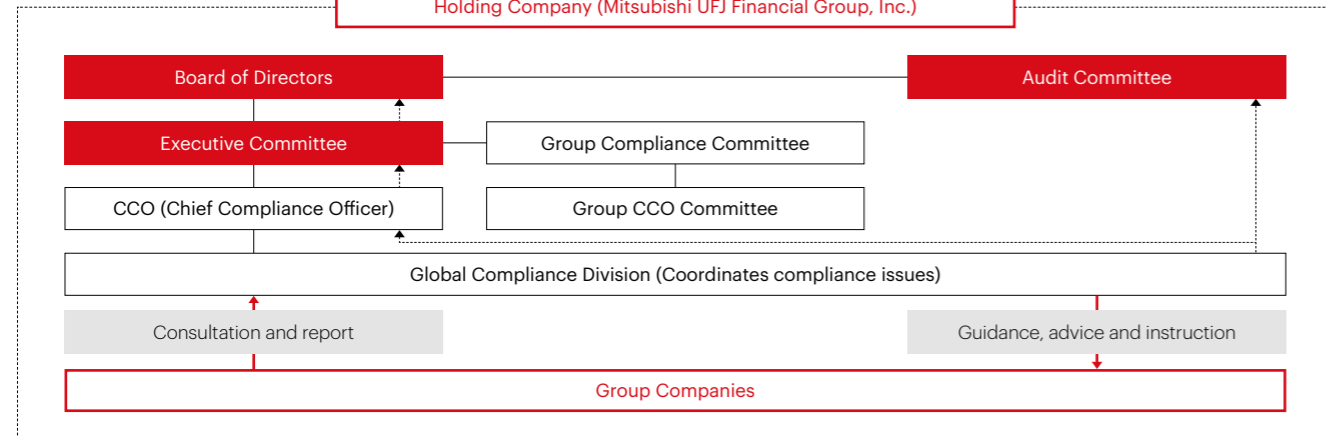 Holding Company (Mitsubishi UFJ Financial Group, Inc.)
Board of Directors
Audit Committee
Executive Committee
Group Compliance Committee
CCO (Chief Compliance Officer)
Group CCO Committee
Global Compliance Division (Coordinates compliance issues)
Consultation and report
Guidance, advice and instruction
Group Companies